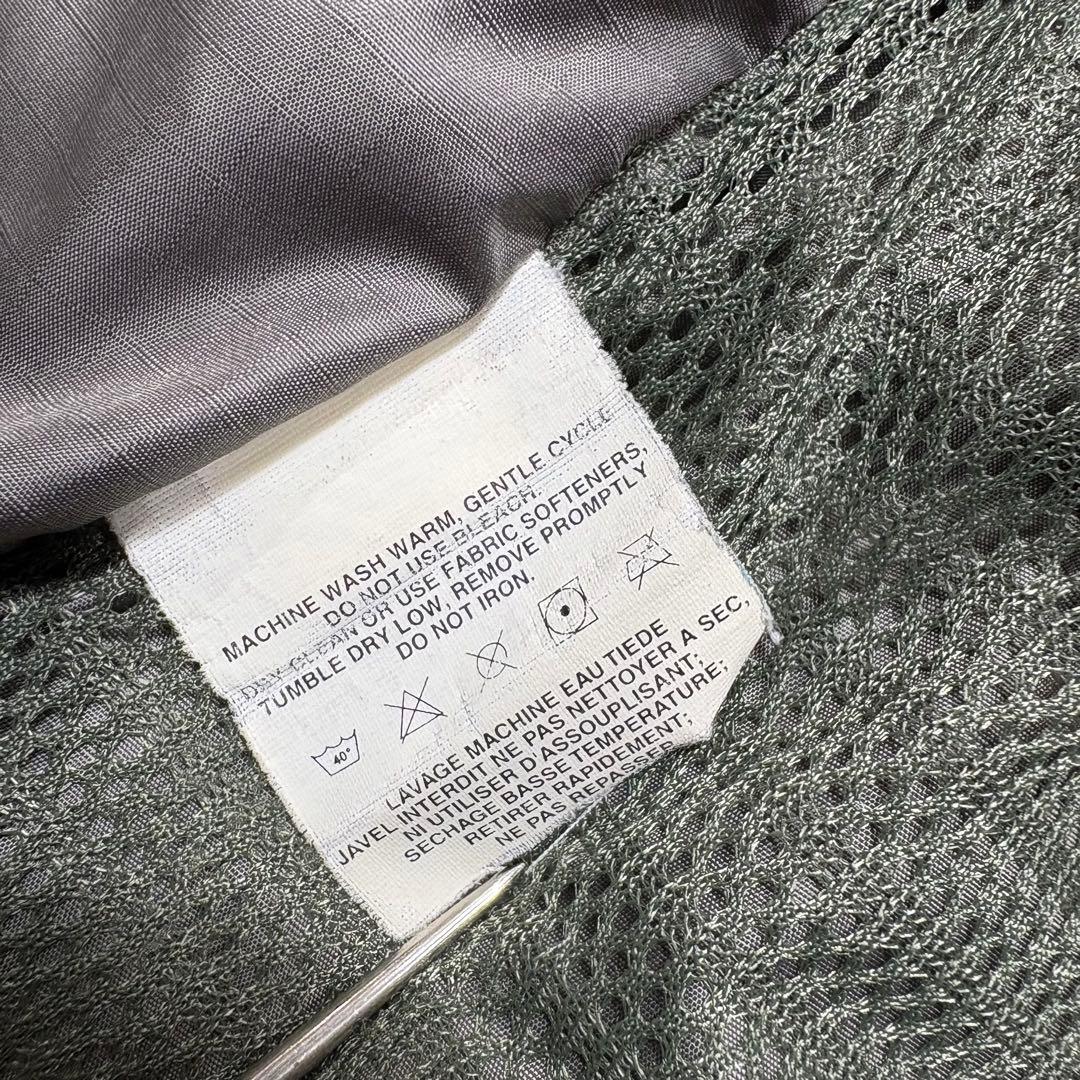 MACHINE WASH WARM, GENTLE CYCLE
DO NOT USE BLEACH.
DRY CLEAN OR USE FABRIC SOFTENERS,
TUMBLE DRY LOW, REMOVE PROMPTLY
DO NOT IRON.
40°
LAVAGE MACHINE EAU TIEDE
JAVEL INTERDIT NE PAS NETTOYER A SEC,
NI UTILISER D'ASSOUPLISANT;
SECHAGE BASSE TEMPERATURE;
RETIRER RAPIDEMENT;
NE PAS REPASSER